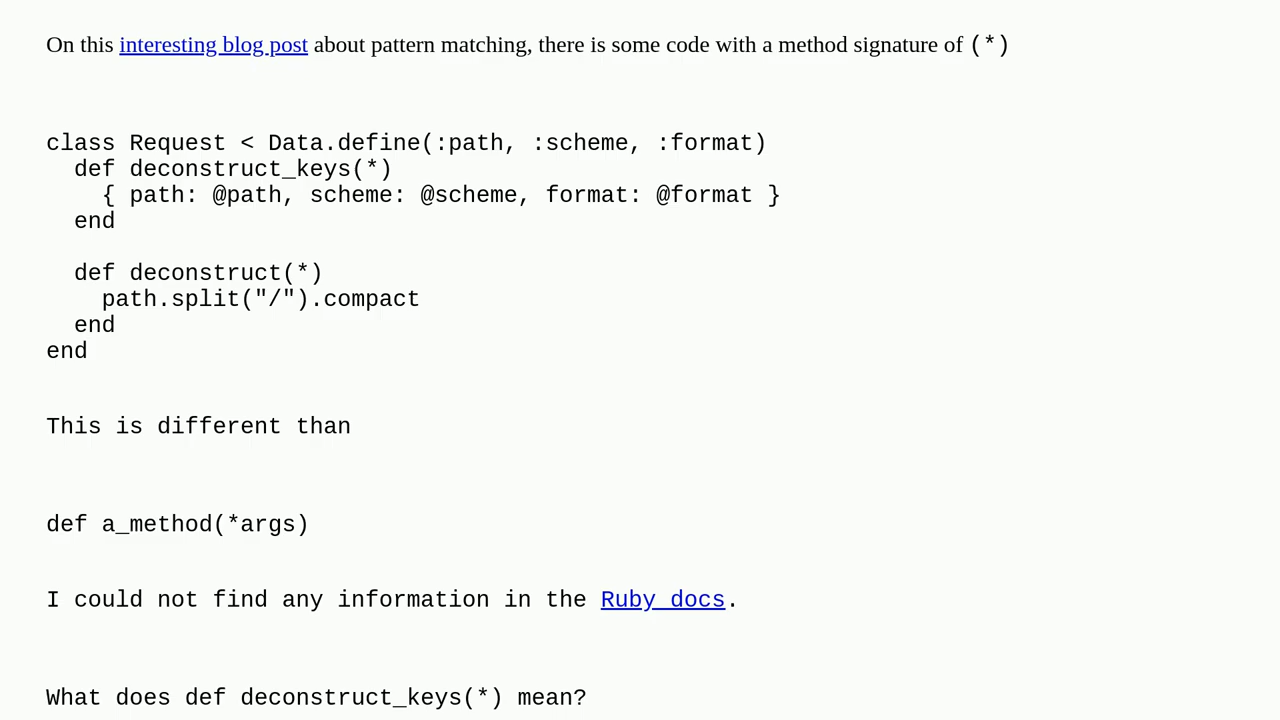 On this interesting blog post about pattern matching, there is some code with a method signature of (*)
class Request < Data.define(:path, :scheme, :format)
  def deconstruct_keys(*)
    { path: @path, scheme: @scheme, format: @format }
  end

  def deconstruct(*)
    path.split("/").compact
  end
end
This is different than
def a_method(*args)
I could not find any information in the Ruby docs.
What does def deconstruct_keys(*) mean?